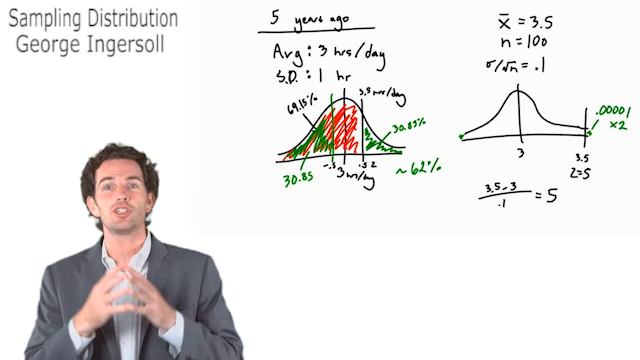 Sampling Distribution
George Ingersoll
5 years ago
Avg: 3 hrs/day
S.D.: 1 hr
69.15%
3.5 hrs/day
30.85%
30.85
-.5
.5 z
3 hrs/day
~62%
x̄ = 3.5
n = 100
σ/√n = .1
.00001
x2
3
3.5
z=5
3.5 - 3
.1
= 5